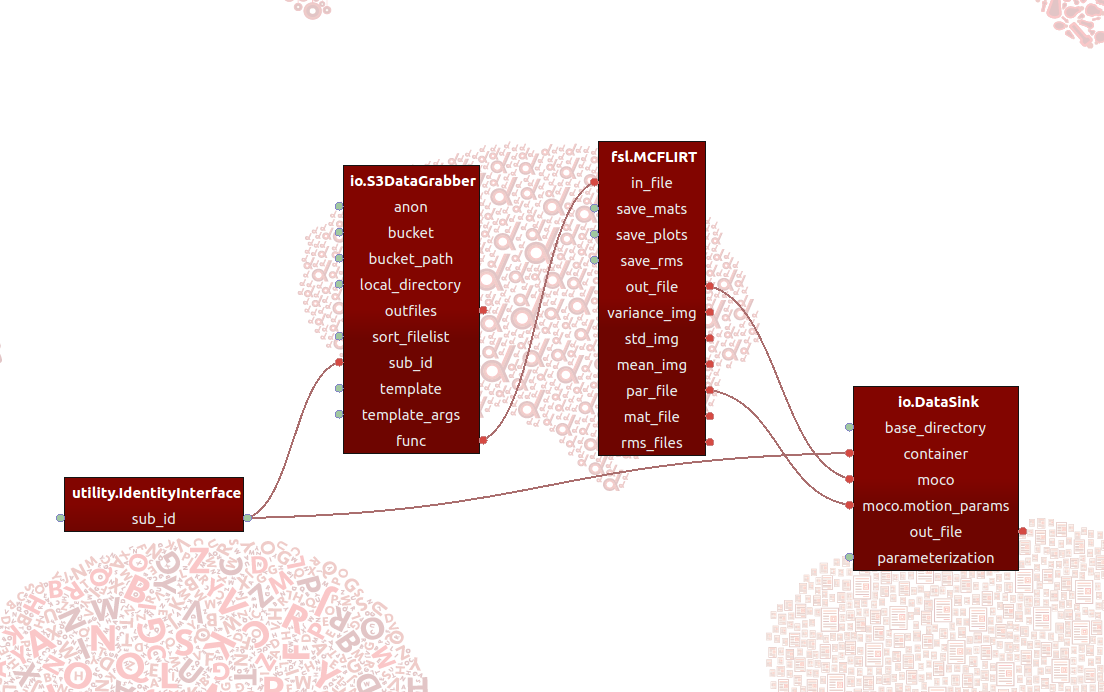 io.S3DataGrabber
anon
bucket
bucket_path
local_directory
outfiles
sort_filelist
sub_id
template
template_args
func
fsl.MCFLIRT
in_file
save_mats
save_plots
save_rms
out_file
variance_img
std_img
mean_img
par_file
mat_file
rms_files
utility.IdentityInterface
sub_id
io.DataSink
base_directory
container
moco
moco.motion_params
out_file
parameterization